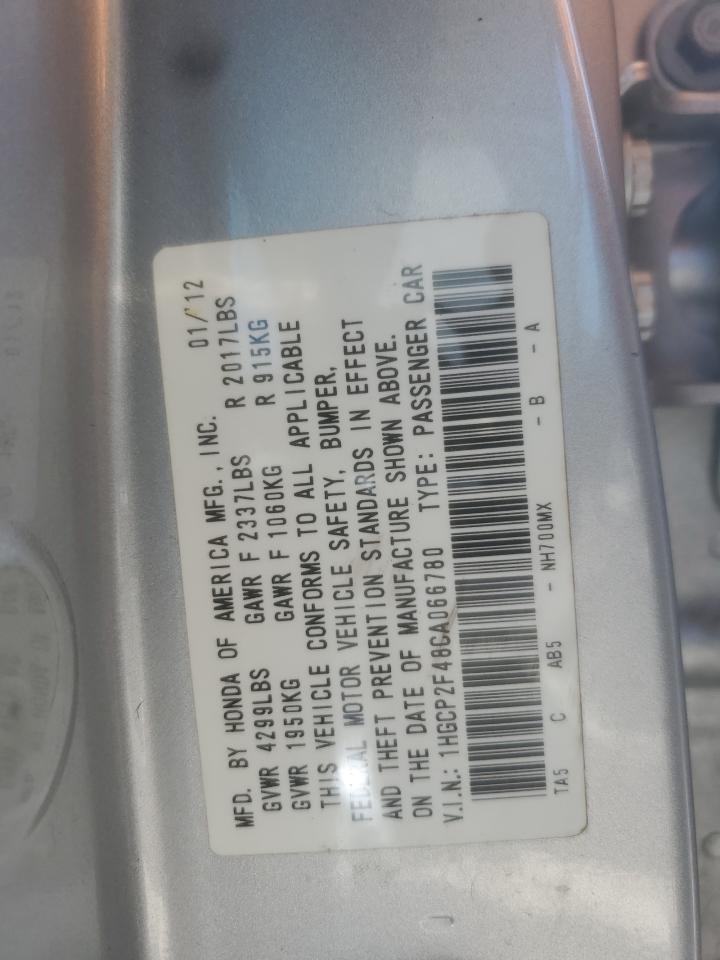 MFD. BY HONDA OF AMERICA MFG., INC. 01/12
GVWR 4299LBS GAWR F 2337LBS R 2017LBS
GVWR 1950KG GAWR F 1060KG R 915KG
THIS VEHICLE CONFORMS TO ALL APPLICABLE
FEDERAL MOTOR VEHICLE SAFETY, BUMPER,
AND THEFT PREVENTION STANDARDS IN EFFECT
ON THE DATE OF MANUFACTURE SHOWN ABOVE.
V.I.N.: 1HGCP2F48CA066780 TYPE: PASSENGER CAR
TA5 C AB5 - NH700MX - B - A